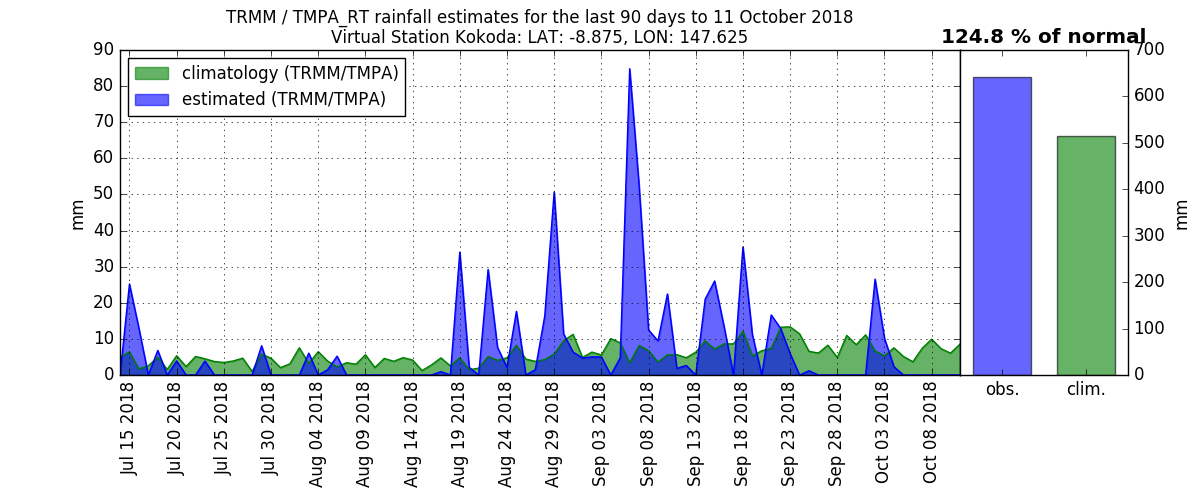 TRMM / TMPA_RT rainfall estimates for the last 90 days to 11 October 2018
Virtual Station Kokoda: LAT: -8.875, LON: 147.625
124.8 % of normal
climatology (TRMM/TMPA)
estimated (TRMM/TMPA)
mm
90
80
70
60
50
40
30
20
10
0
Jul 15 2018
Jul 20 2018
Jul 25 2018
Jul 30 2018
Aug 04 2018
Aug 09 2018
Aug 14 2018
Aug 19 2018
Aug 24 2018
Aug 29 2018
Sep 03 2018
Sep 08 2018
Sep 13 2018
Sep 18 2018
Sep 23 2018
Sep 28 2018
Oct 03 2018
Oct 08 2018
obs.
clim.
700
600
500
400
300
200
100
0
mm